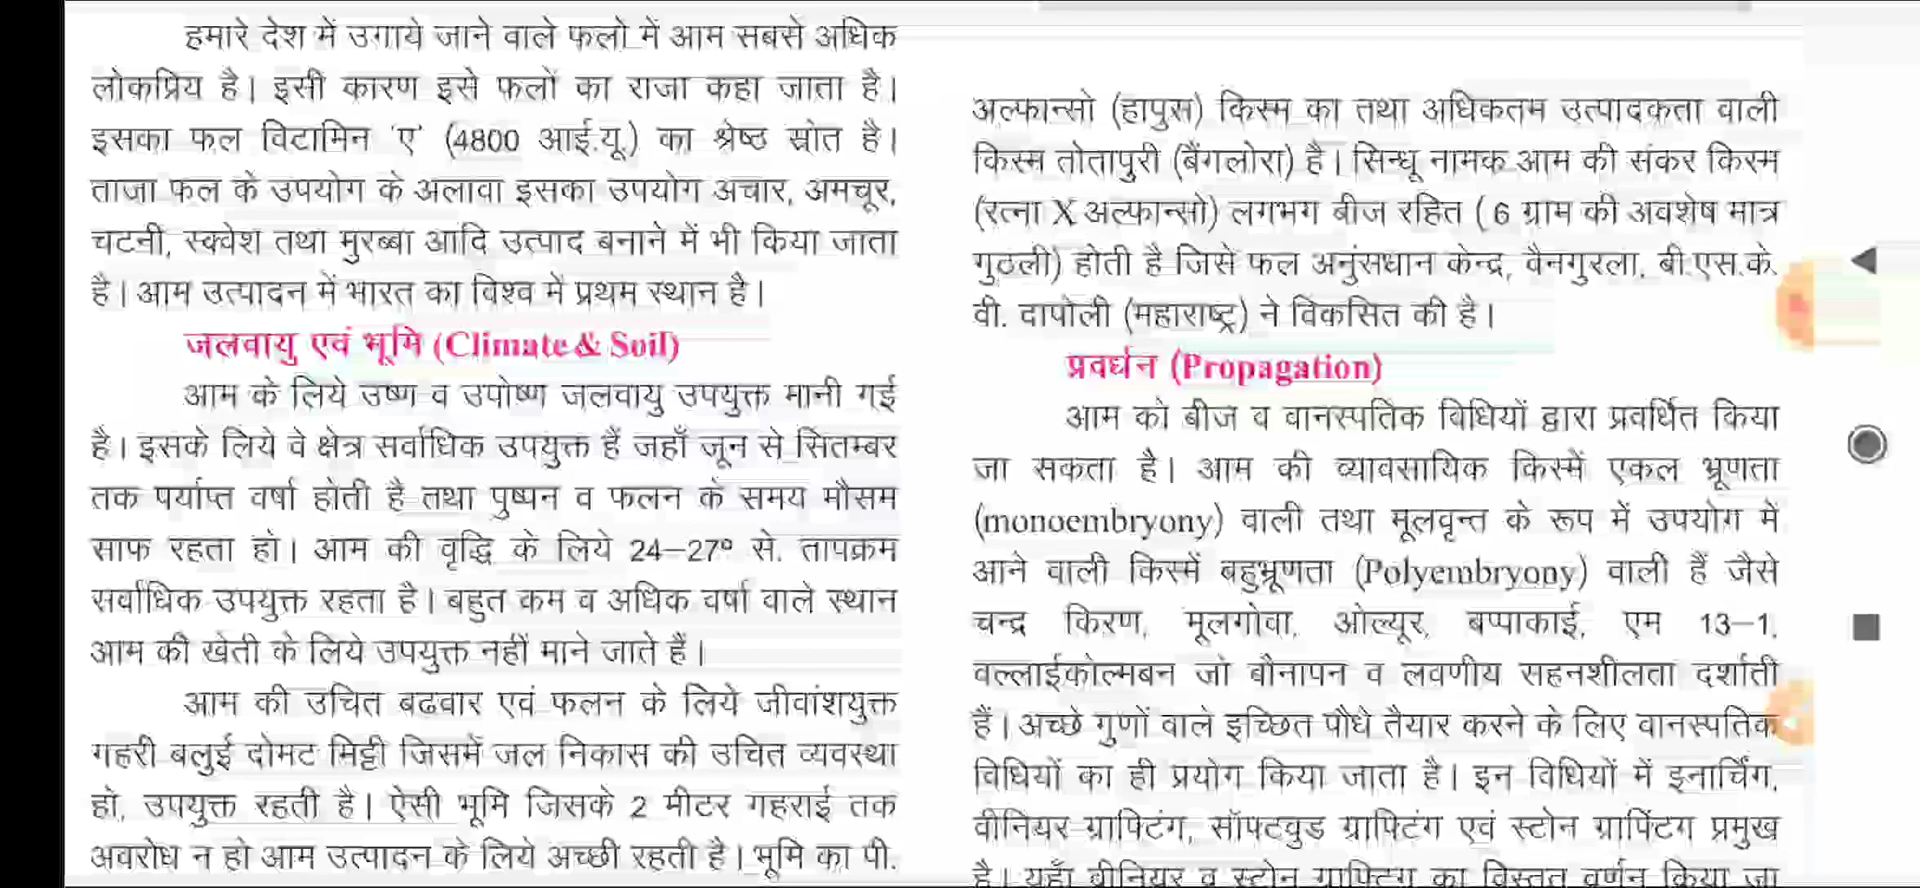 हमारे देश में उगाये जाने वाले फलो में आम सबसे अधिक
लोकप्रिय है। इसी कारण इसे फलों का राजा कहा जाता है।
इसका फल विटामिन 'ए' (4800 आई.यू.) का श्रेष्ठ स्रोत है।
ताजा फल के उपयोग के अलावा इसका उपयोग अचार, अमचूर,
चटनी, स्क्वेश तथा मुरब्बा आदि उत्पाद बनाने में भी किया जाता
है। आम उत्पादन में भारत का विश्व में प्रथम स्थान है।
जलवायु एवं भूमि (Climate & Soil)
आम के लिये उष्ण व उपोष्ण जलवायु उपयुक्त मानी गई
है। इसके लिये वे क्षेत्र सर्वाधिक उपयुक्त हैं जहाँ जून से सितम्बर
तक पर्याप्त वर्षा होती है तथा पुष्पन व फलन के समय मौसम
साफ रहता हो। आम की वृद्धि के लिये 24–27º से. तापक्रम
सर्वाधिक उपयुक्त रहता है। बहुत कम व अधिक वर्षा वाले स्थान
आम की खेती के लिये उपयुक्त नहीं माने जाते हैं।
आम की उचित बढवार एवं फलन के लिये जीवांशयुक्त
गहरी बलुई दोमट मिट्टी जिसमें जल निकास की उचित व्यवस्था
हो, उपयुक्त रहती है। ऐसी भूमि जिसके 2 मीटर गहराई तक
अवरोध न हो आम उत्पादन के लिये अच्छी रहती है। भूमि का पी.
अल्फान्सो (हापुस) किस्म का तथा अधिकतम उत्पादकता वाली
किस्म तोतापुरी (बैंगलोरा) है। सिन्धू नामक आम की संकर किस्म
(रत्ना X अल्फान्सो) लगभग बीज रहित ( 6 ग्राम की अवशेष मात्र
गुठली) होती है जिसे फल अनुंसधान केन्द्र, वैनगुरला, बी.एस.के.
वी. दापोली (महाराष्ट्र) ने विकसित की है।
प्रवर्धन (Propagation)
आम को बीज व वानस्पतिक विधियों द्वारा प्रवर्धित किया
जा सकता है। आम की व्यावसायिक किस्में एकल भ्रूणता
(monoembryony) वाली तथा मूलवृन्त के रूप में उपयोग में
आने वाली किस्में बहुभ्रूणता (Polyembryony) वाली हैं जैसे
चन्द्र किरण, मूलगोवा, ओल्यूर, बप्पाकाई, एम 13–1,
वल्लाईकोल्मबन जो बौनापन व लवणीय सहनशीलता दर्शाती
हैं। अच्छे गुणों वाले इच्छित पौधे तैयार करने के लिए वानस्पतिक
विधियों का ही प्रयोग किया जाता है। इन विधियों में इनार्चिंग,
वीनियर ग्राफ्टिंग, सॉफ्टवुड ग्राफ्टिंग एवं स्टोन ग्राफ्टिंग प्रमुख
है। यहाँ वीनियर व स्टोन ग्राफ्टिंग का विस्तृत वर्णन किया जा